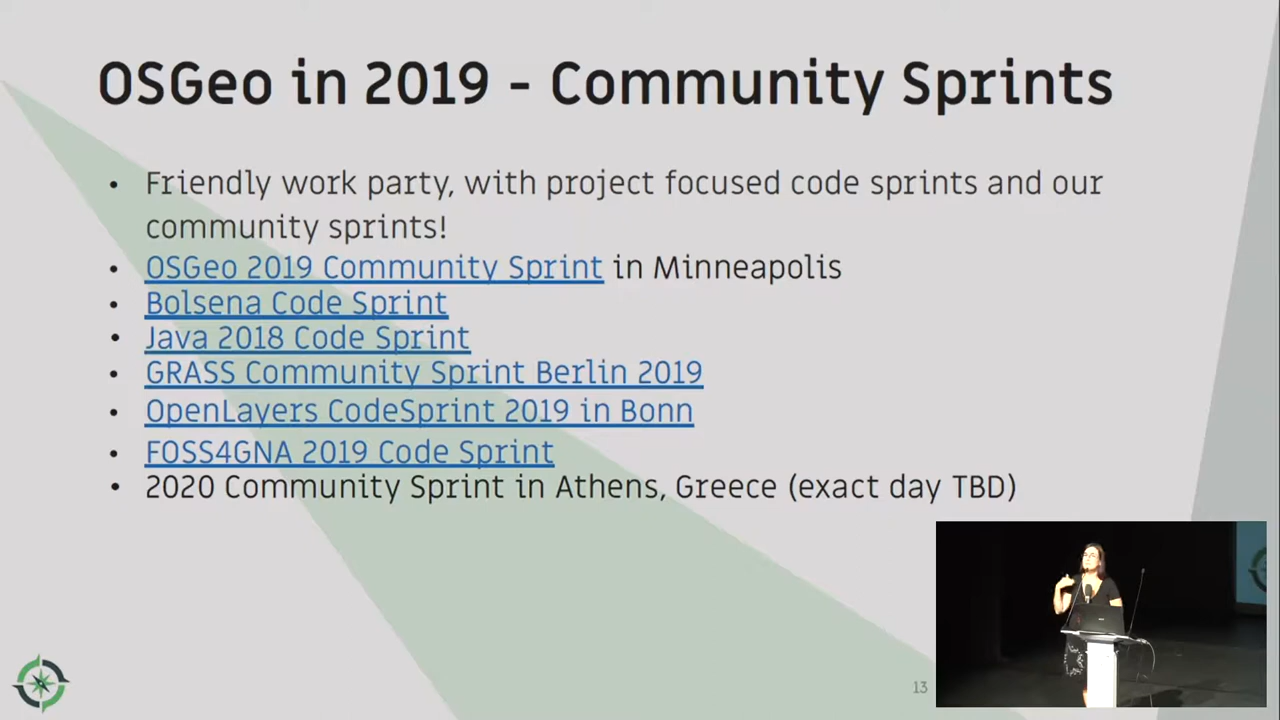 OSGeo in 2019 - Community Sprints
• Friendly work party, with project focused code sprints and our
community sprints!
• OSGeo 2019 Community Sprint in Minneapolis
• Bolsena Code Sprint
• Java 2018 Code Sprint
• GRASS Community Sprint Berlin 2019
• OpenLayers CodeSprint 2019 in Bonn
• FOSS4GNA 2019 Code Sprint
• 2020 Community Sprint in Athens, Greece (exact day TBD)
13